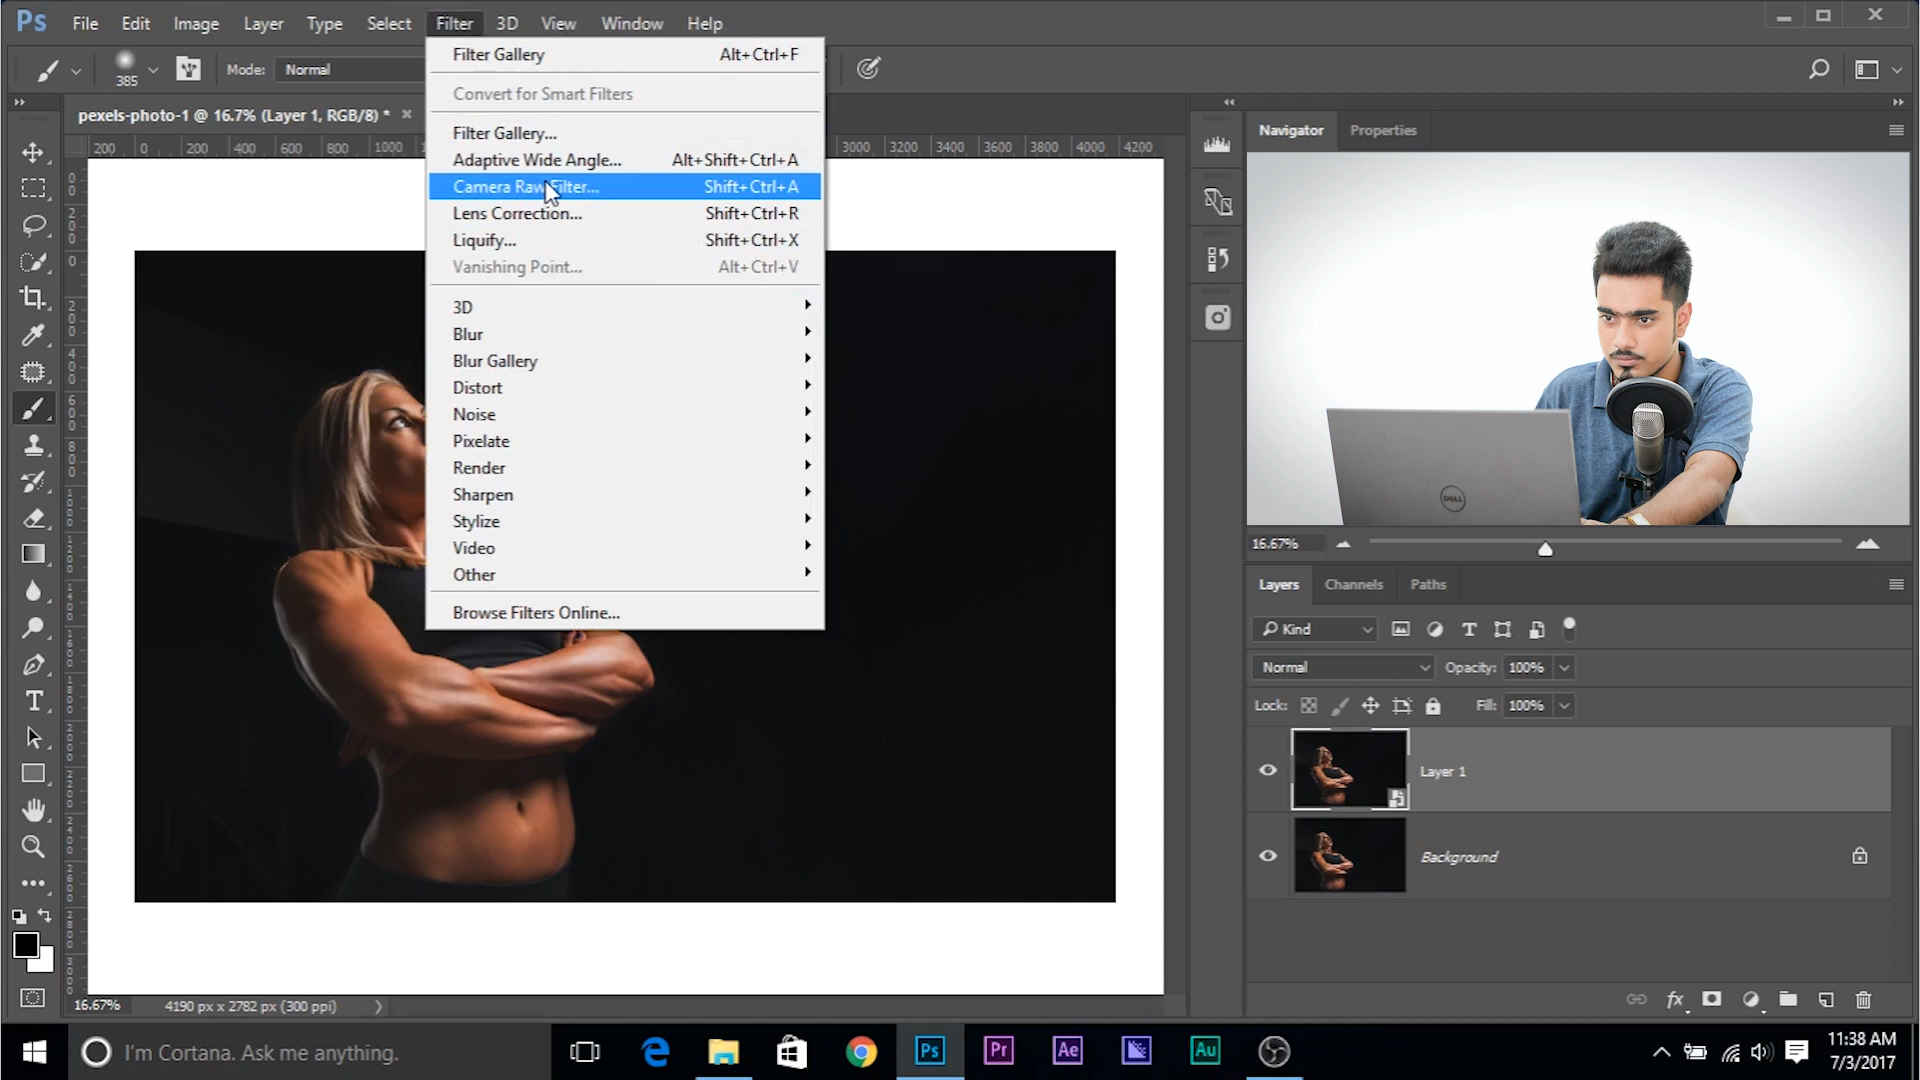 Ps File Edit Image Layer Type Select Filter 3D View Window Help
385 Mode: Normal
pexels-photo-1 @ 16.7% (Layer 1, RGB/8) *
200 0 200 400 600 800 1000 3000 3200 3400 3600 3800 4000 4200
Filter Gallery Alt+Ctrl+F
Convert for Smart Filters
Filter Gallery...
Adaptive Wide Angle... Alt+Shift+Ctrl+A
Camera Raw Filter... Shift+Ctrl+A
Lens Correction... Shift+Ctrl+R
Liquify... Shift+Ctrl+X
Vanishing Point... Alt+Ctrl+V
3D
Blur
Blur Gallery
Distort
Noise
Pixelate
Render
Sharpen
Stylize
Video
Other
Browse Filters Online...
Navigator Properties
DELL
16.67%
Layers Channels Paths
Kind
Normal Opacity: 100%
Lock: Fill: 100%
Layer 1
Background
fx
16.67% 4190 px x 2782 px (300 ppi)
I'm Cortana. Ask me anything.
Ps Pr Ae Au
11:38 AM
7/3/2017